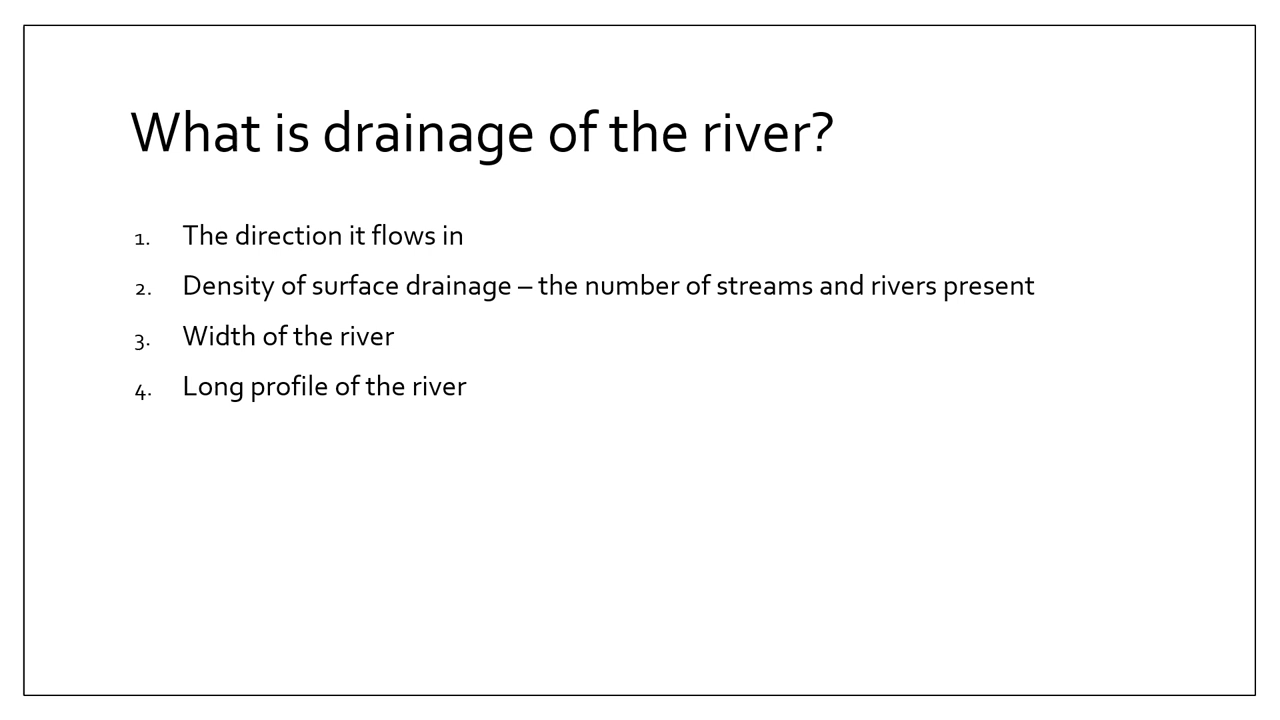 What is drainage of the river?
1. The direction it flows in
2. Density of surface drainage – the number of streams and rivers present
3. Width of the river
4. Long profile of the river